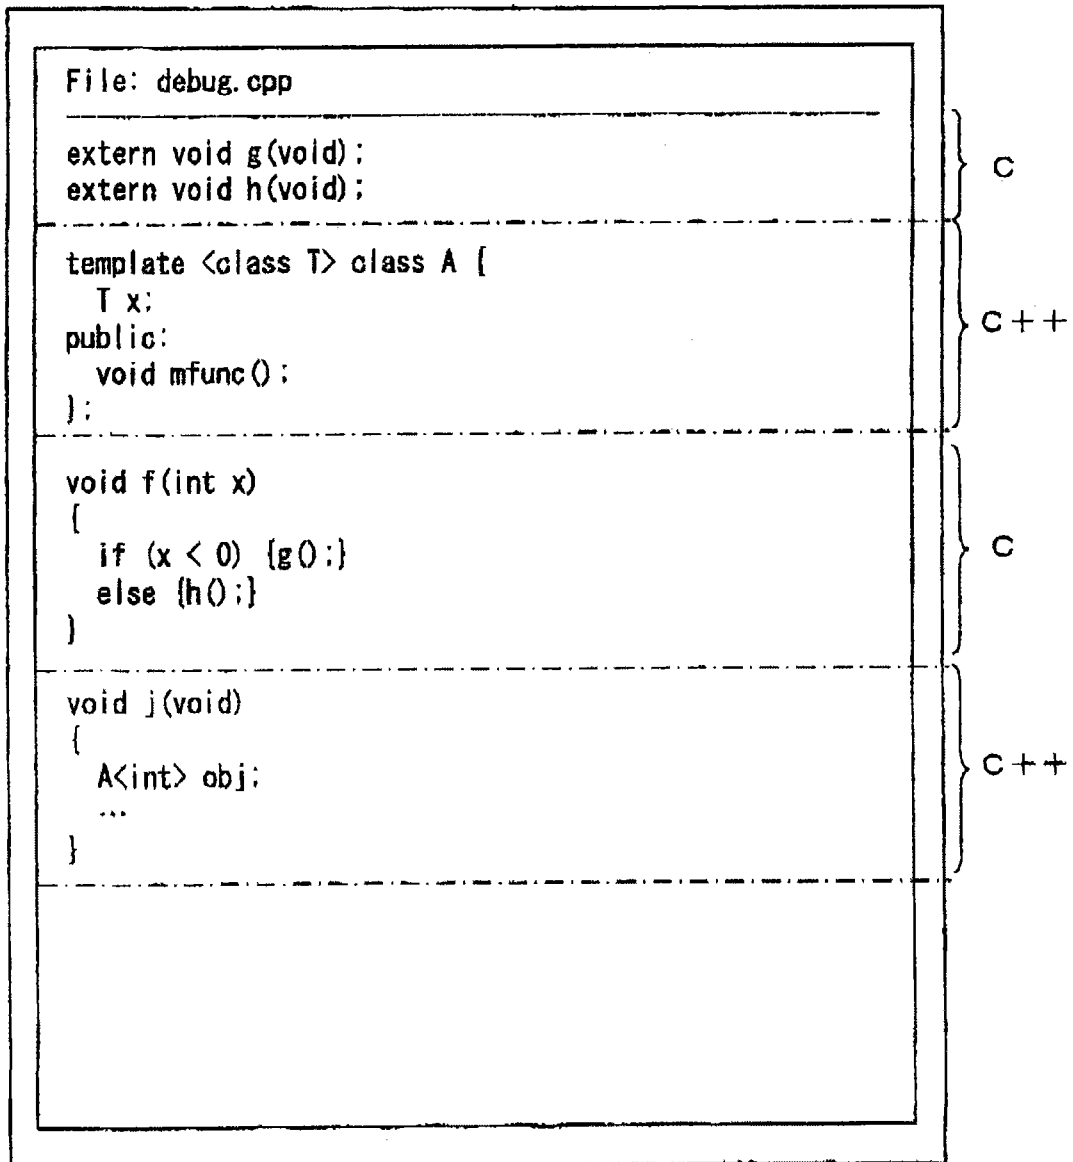 File: debug.cpp
extern void g(void);
extern void h(void);
C
template <class T> class A {
T x;
public:
void mfunc();
};
C++
void f(int x)
{
if (x < 0) {g();}
else {h();}
}
C
void j(void)
{
A<int> obj;
...
}
C++